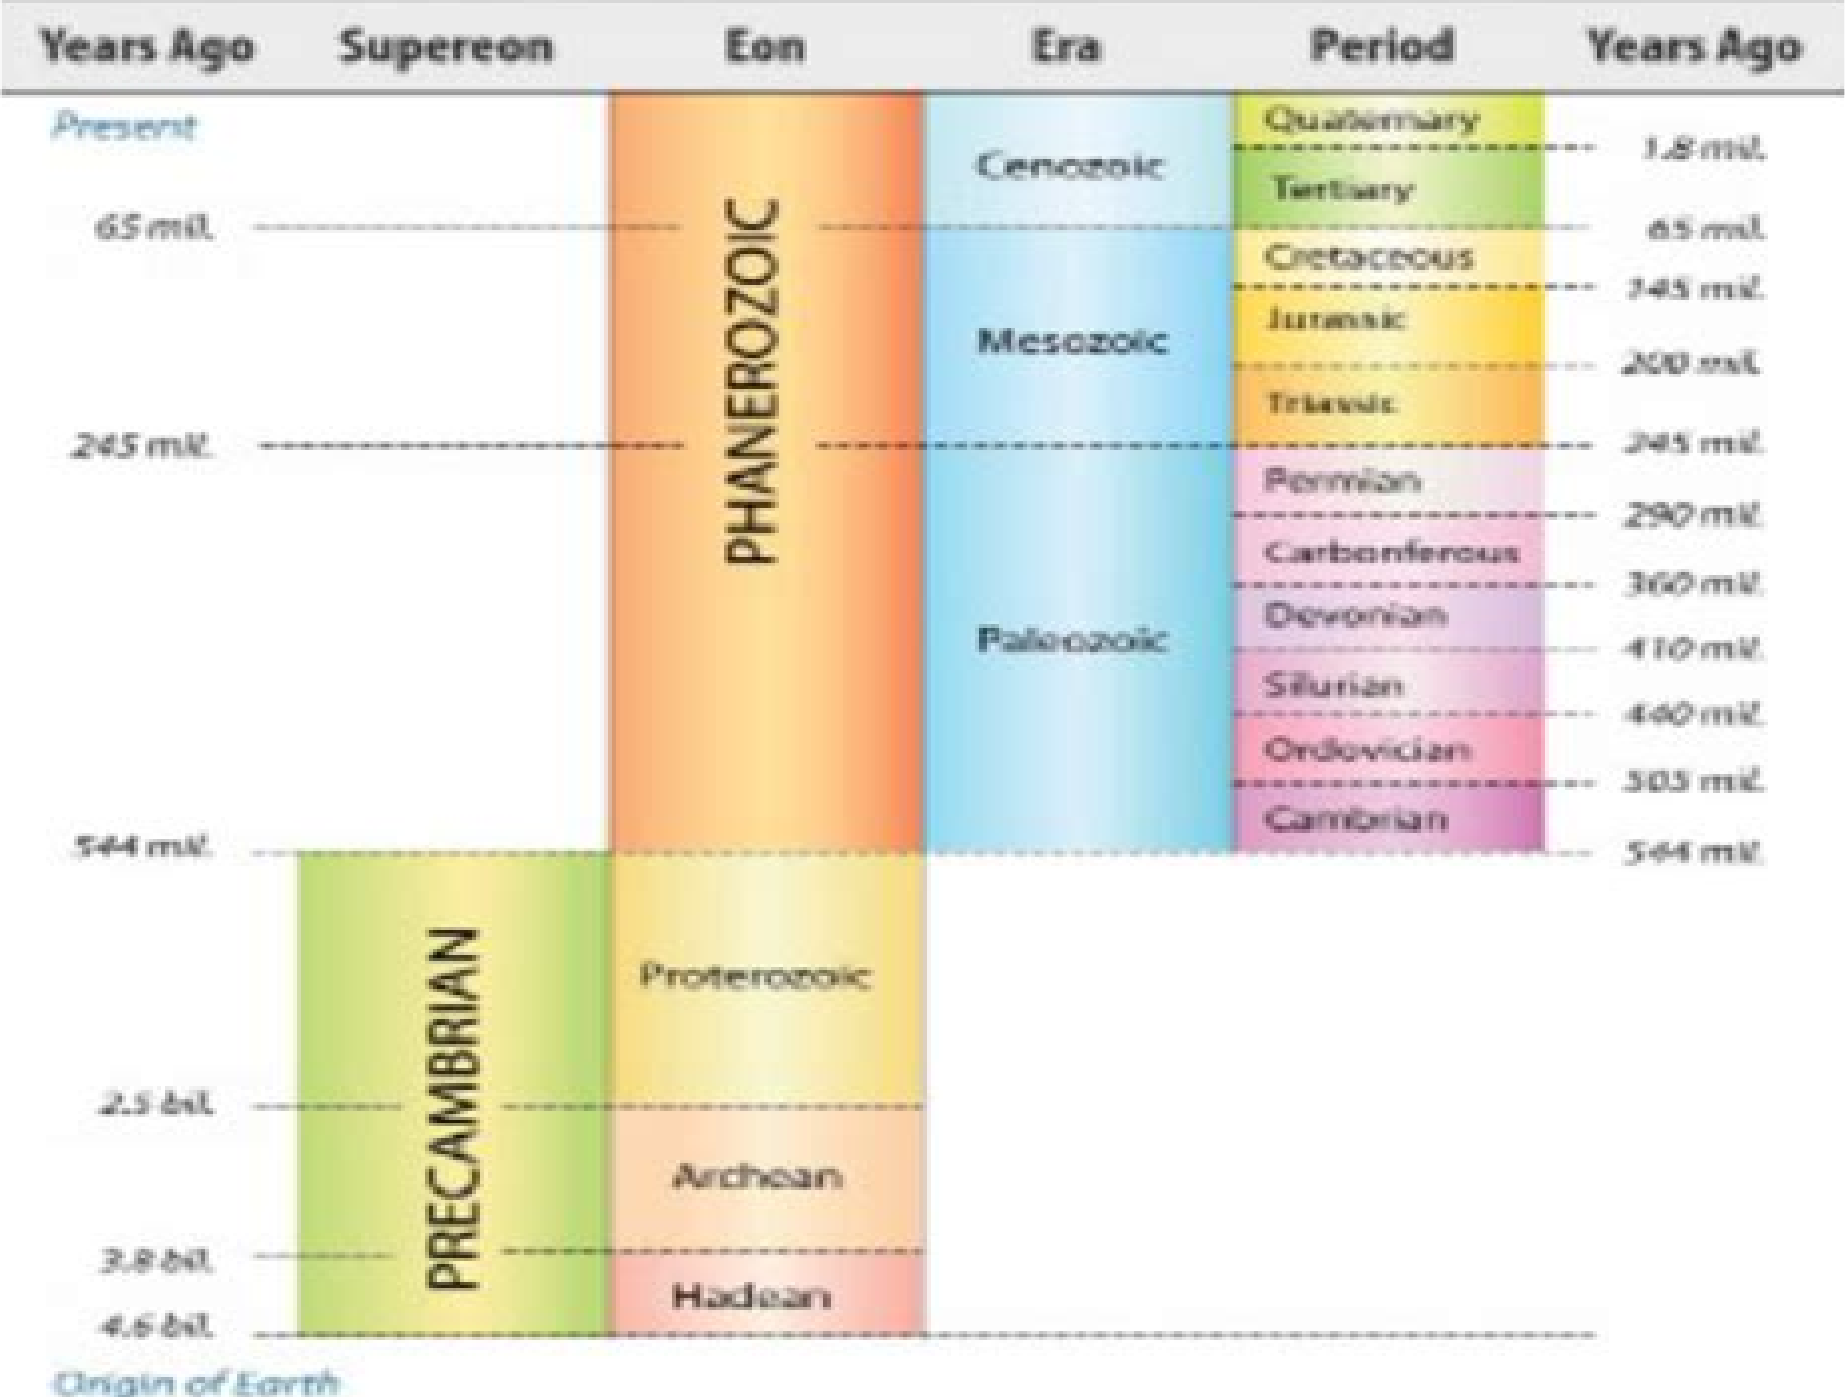 Years Ago Supereon Eon Era Period Years Ago
Present
Quaternary
1.8 mil.
Cenozoic
Tertiary
65 mil.
65 mil.
Cretaceous
145 mil.
PHANEROZOIC
Mesozoic
Jurassic
200 mil.
Triassic
245 mil.
245 mil.
Permian
290 mil.
Carbonferous
360 mil.
Devonian
Paleozoic
410 mil.
Silurian
440 mil.
Ordovician
505 mil.
Cambrian
544 mil.
544 mil.
PRECAMBRIAN
Proterozoic
2.5 bil.
Archean
3.8 bil.
Hadean
4.6 bil.
Origin of Earth